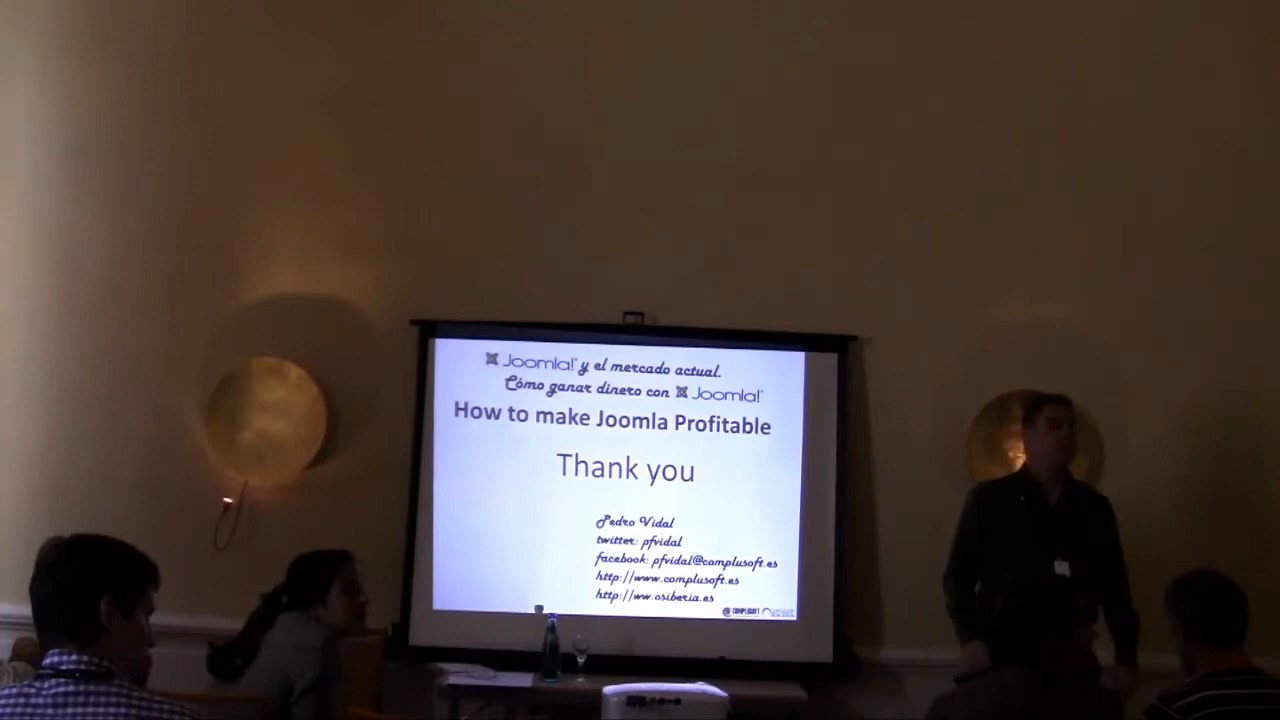 Joomla!® y el mercado actual.
Cómo ganar dinero con Joomla!®
How to make Joomla Profitable
Thank you
Pedro Vidal
twitter: pfvidal
facebook: pfvidal@complusoft.es
http://www.complusoft.es
http://ww.osiberia.es
COMPLUSOFT